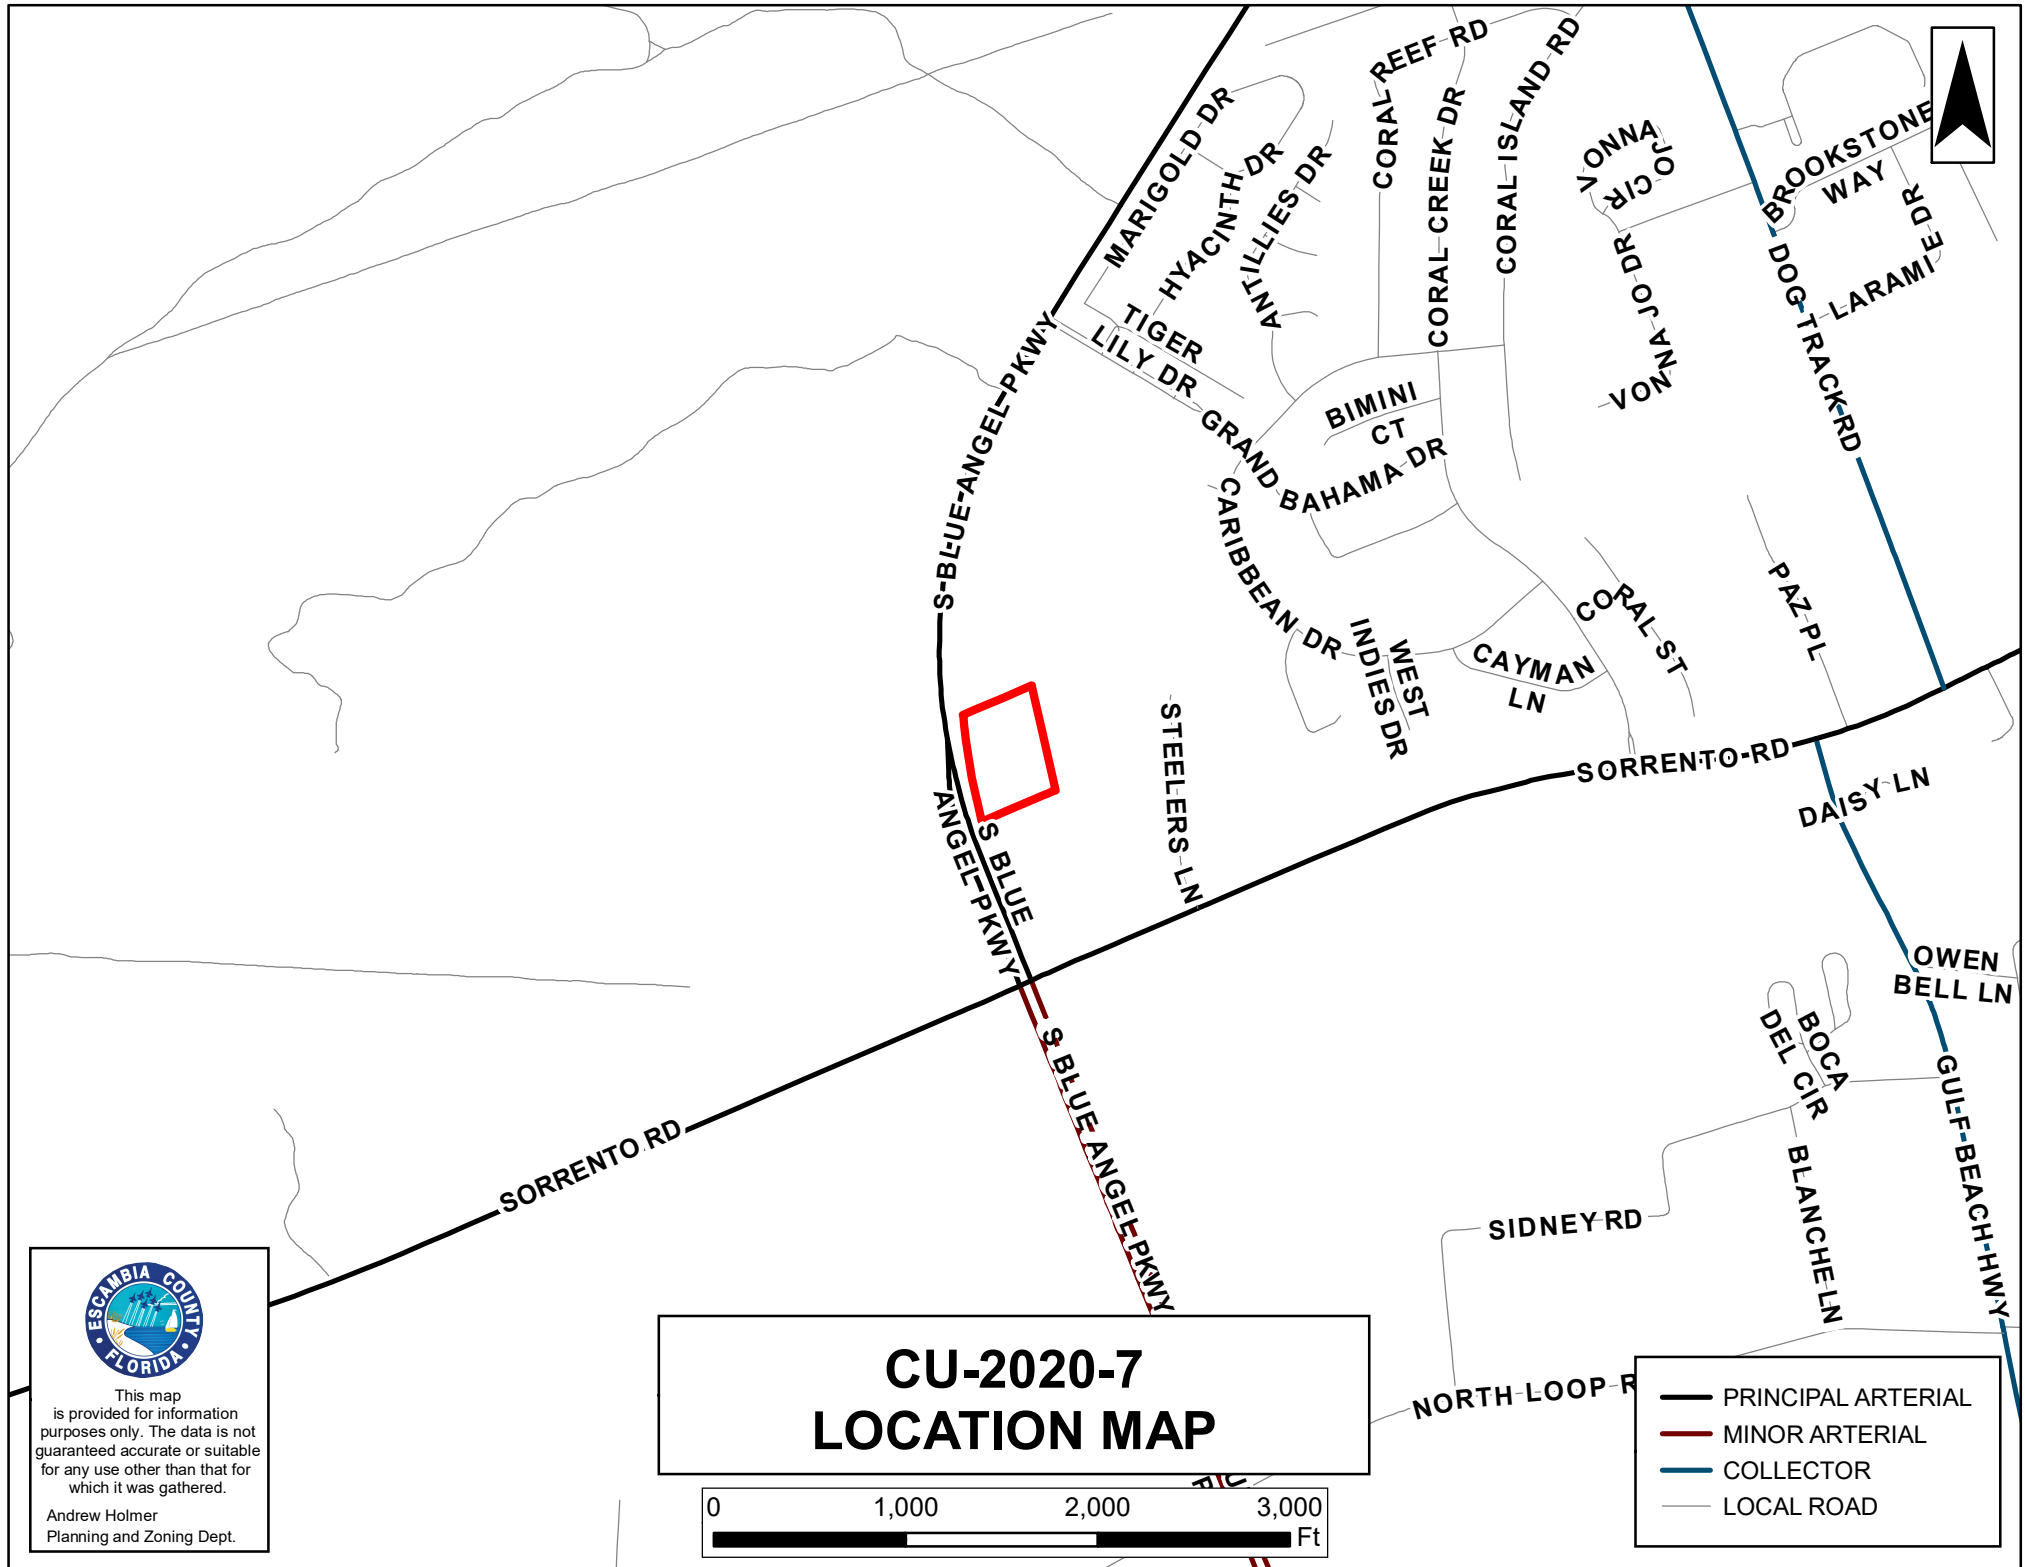 REEF RD
CORAL
CORAL CREEK DR
CORAL ISLAND RD
MARIGOLD DR
HYACINTH DR
ANTILLIES DR
VONNA
JO
CIR
BROOKSTONE
WAY
LARAMIE DR
VONNA JO DR
DOG TRACK RD
TIGER
LILY DR
S BLUE ANGEL PKWY
GRAND
BAHAMA DR
BIMINI
CT
CARIBBEAN DR
WEST
INDIES DR
CAYMAN
LN
CORAL ST
PAZ PL
STEELERS LN
SORRENTO RD
DAISY LN
S BLUE
ANGEL PKWY
OWEN
BELL LN
BOCA
DEL CIR
S BLUE ANGEL PKWY
GULF BEACH HWY
SORRENTO RD
BLANCHE LN
SIDNEY RD
NORTH LOOP R
ESCAMBIA COUNTY
FLORIDA
This map
is provided for information
purposes only. The data is not
guaranteed accurate or suitable
for any use other than that for
which it was gathered.
Andrew Holmer
Planning and Zoning Dept.
CU-2020-7
LOCATION MAP
0 1,000 2,000 3,000
Ft
PRINCIPAL ARTERIAL
MINOR ARTERIAL
COLLECTOR
LOCAL ROAD